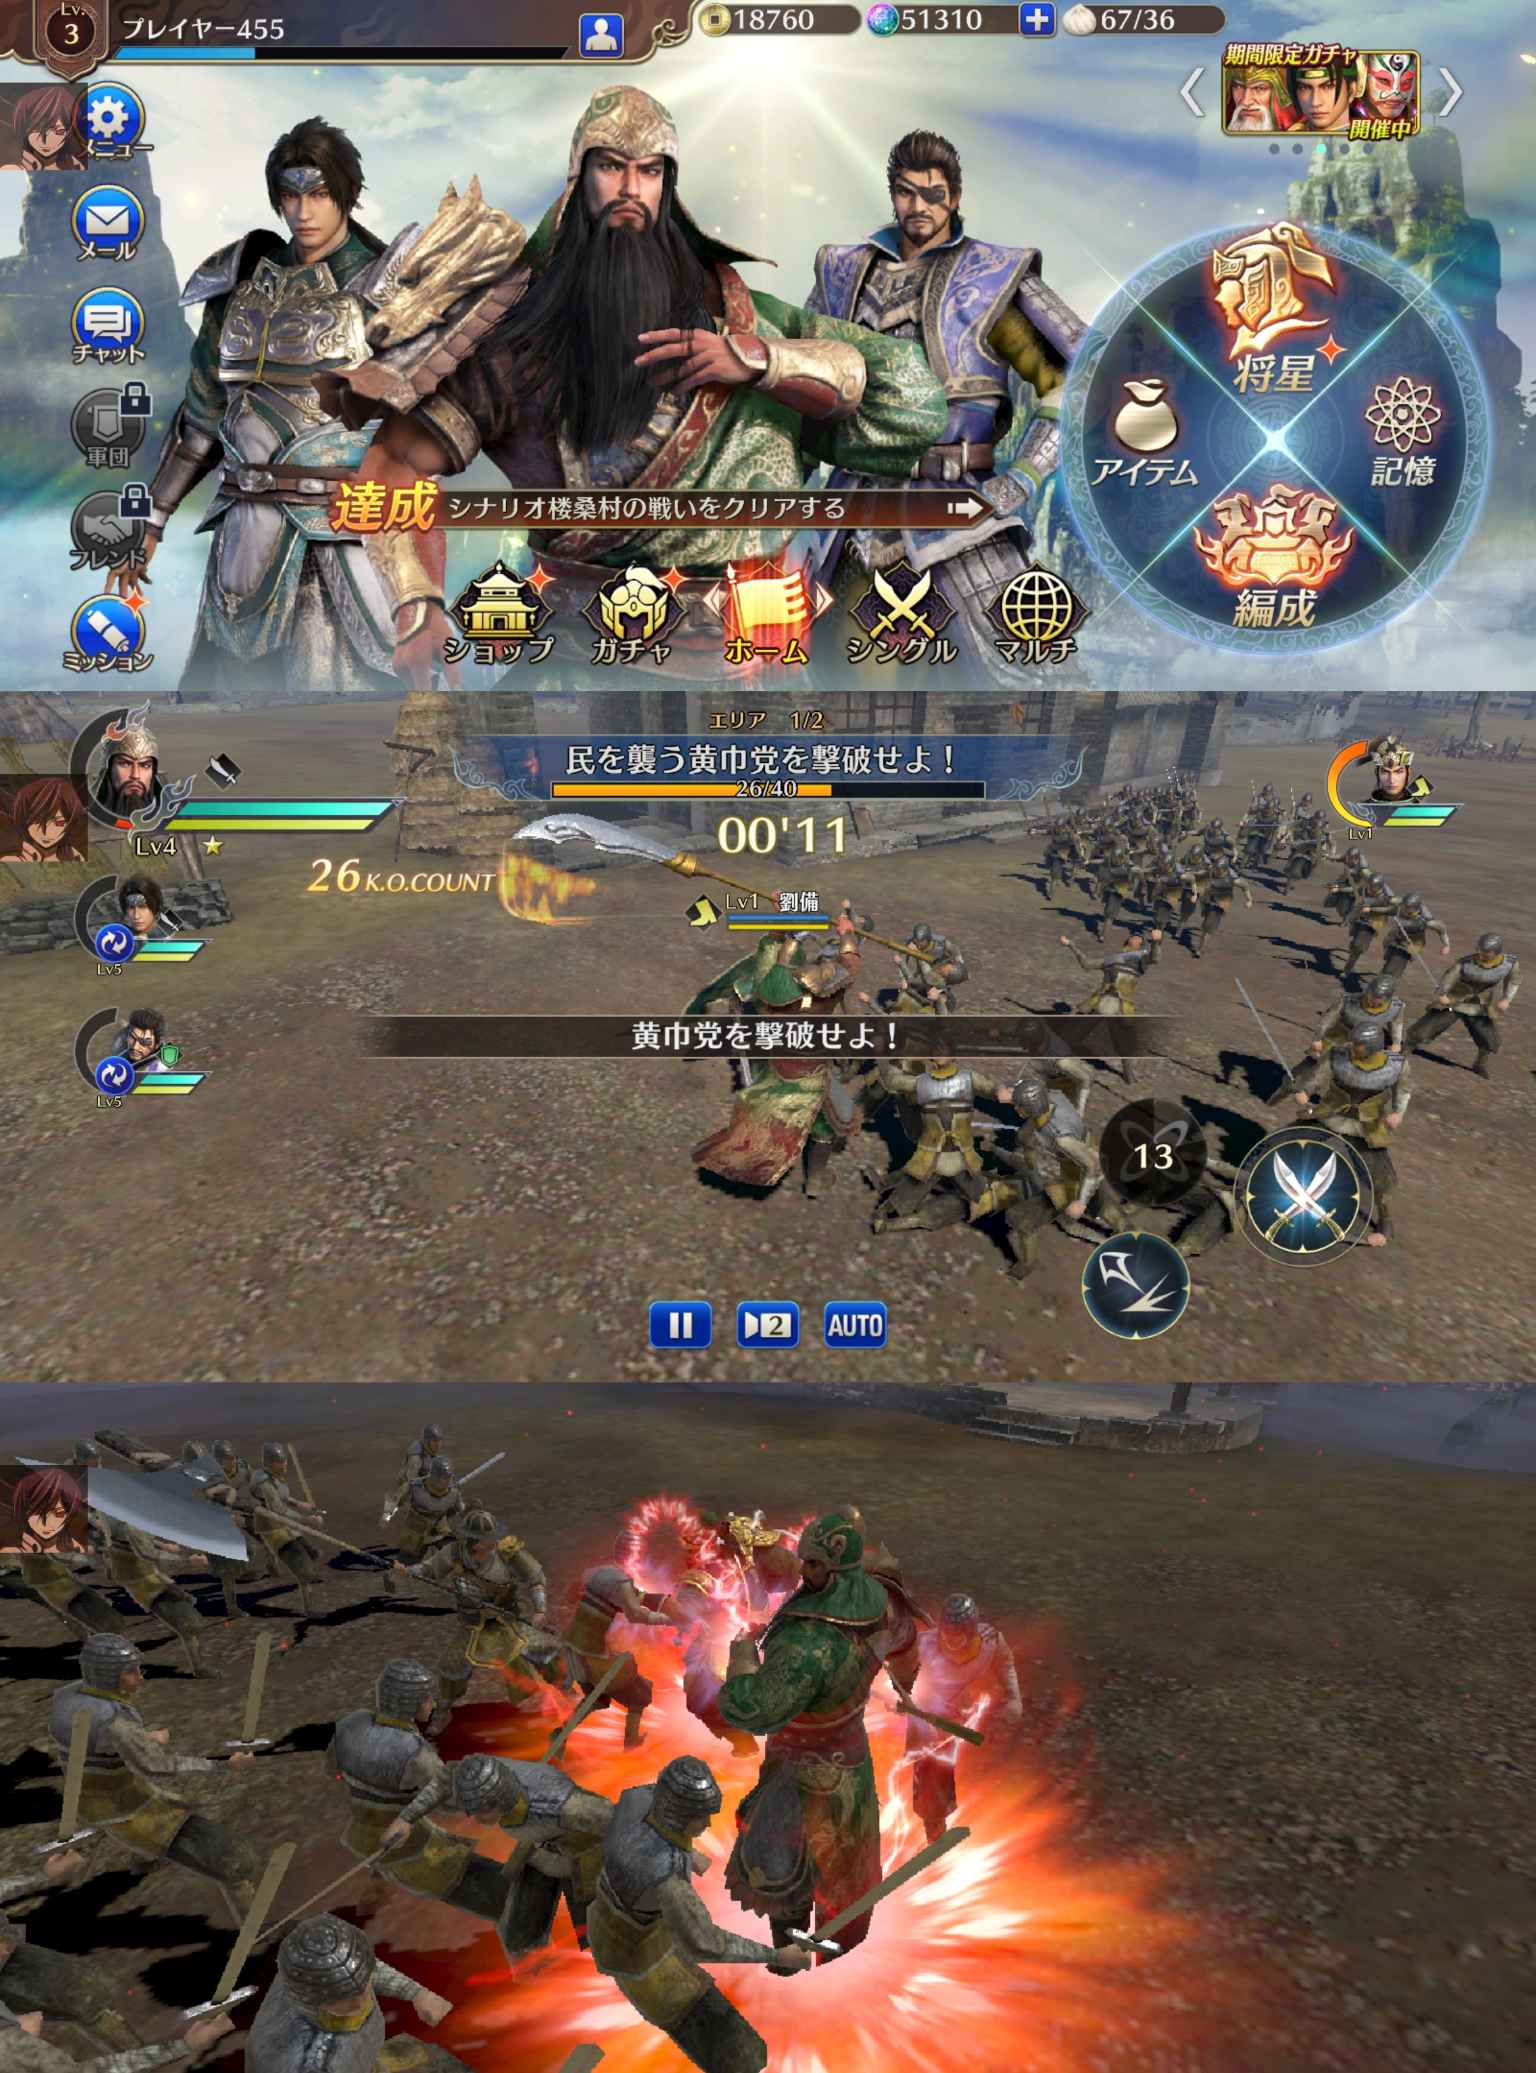 Lv.
3
プレイヤー455
18760
51310
67/36
期間限定ガチャ
開催中
メニュー
メール
チャット
軍団
フレンド
ミッション
将星
アイテム
記憶
編成
達成 シナリオ楼桑村の戦いをクリアする
ショップ
ガチャ
ホーム
シングル
マルチ
エリア 1/2
民を襲う黄巾党を撃破せよ！
26/40
00'11
Lv4
26 K.O.COUNT
Lv1
Lv1 劉備
Lv5
黄巾党を撃破せよ！
Lv5
13
2
AUTO